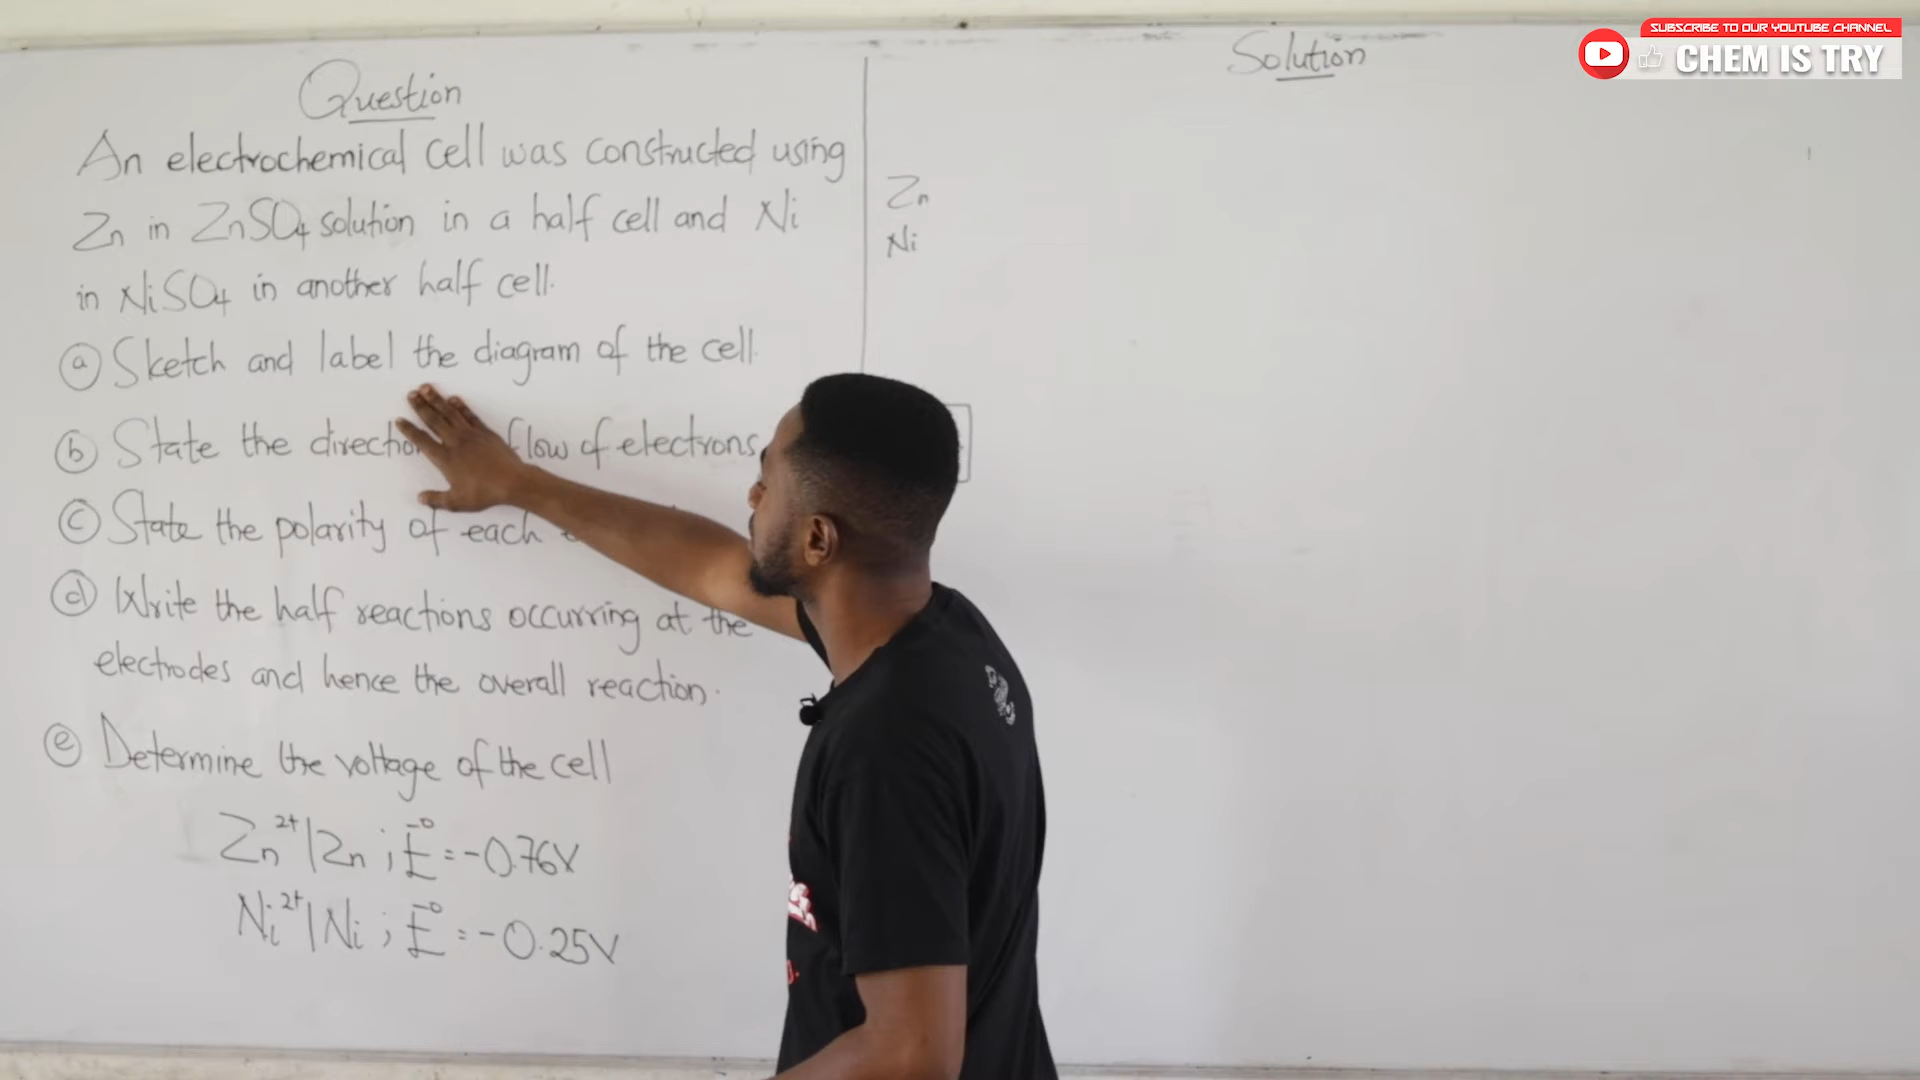 SUBSCRIBE TO OUR YOUTUBE CHANNEL
CHEM IS TRY
Question
An electrochemical cell was constructed using
Zn in ZnSO4 solution in a half cell and Ni
in NiSO4 in another half cell.
(a) Sketch and label the diagram of the cell.
(b) State the flow of electrons
(c) State the polarity of each
(d) Write the half reactions occurring at the
electrodes and hence the overall reaction.
(e) Determine the voltage of the cell
Zn²⁺|Zn ; E⁻⁰ = -0.76V
Ni²⁺|Ni ; E⁻⁰ = -0.25V
Solution
Zn
Ni